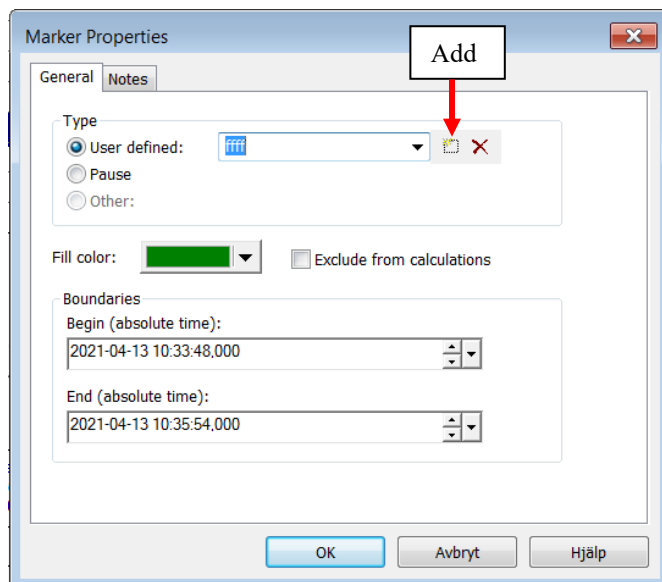 Marker Properties
Add
General Notes
Type
User defined: ffff
Pause
Other:
Fill color: Exclude from calculations
Boundaries
Begin (absolute time):
2021-04-13 10:33:48,000
End (absolute time):
2021-04-13 10:35:54,000
OK Avbryt Hjälp